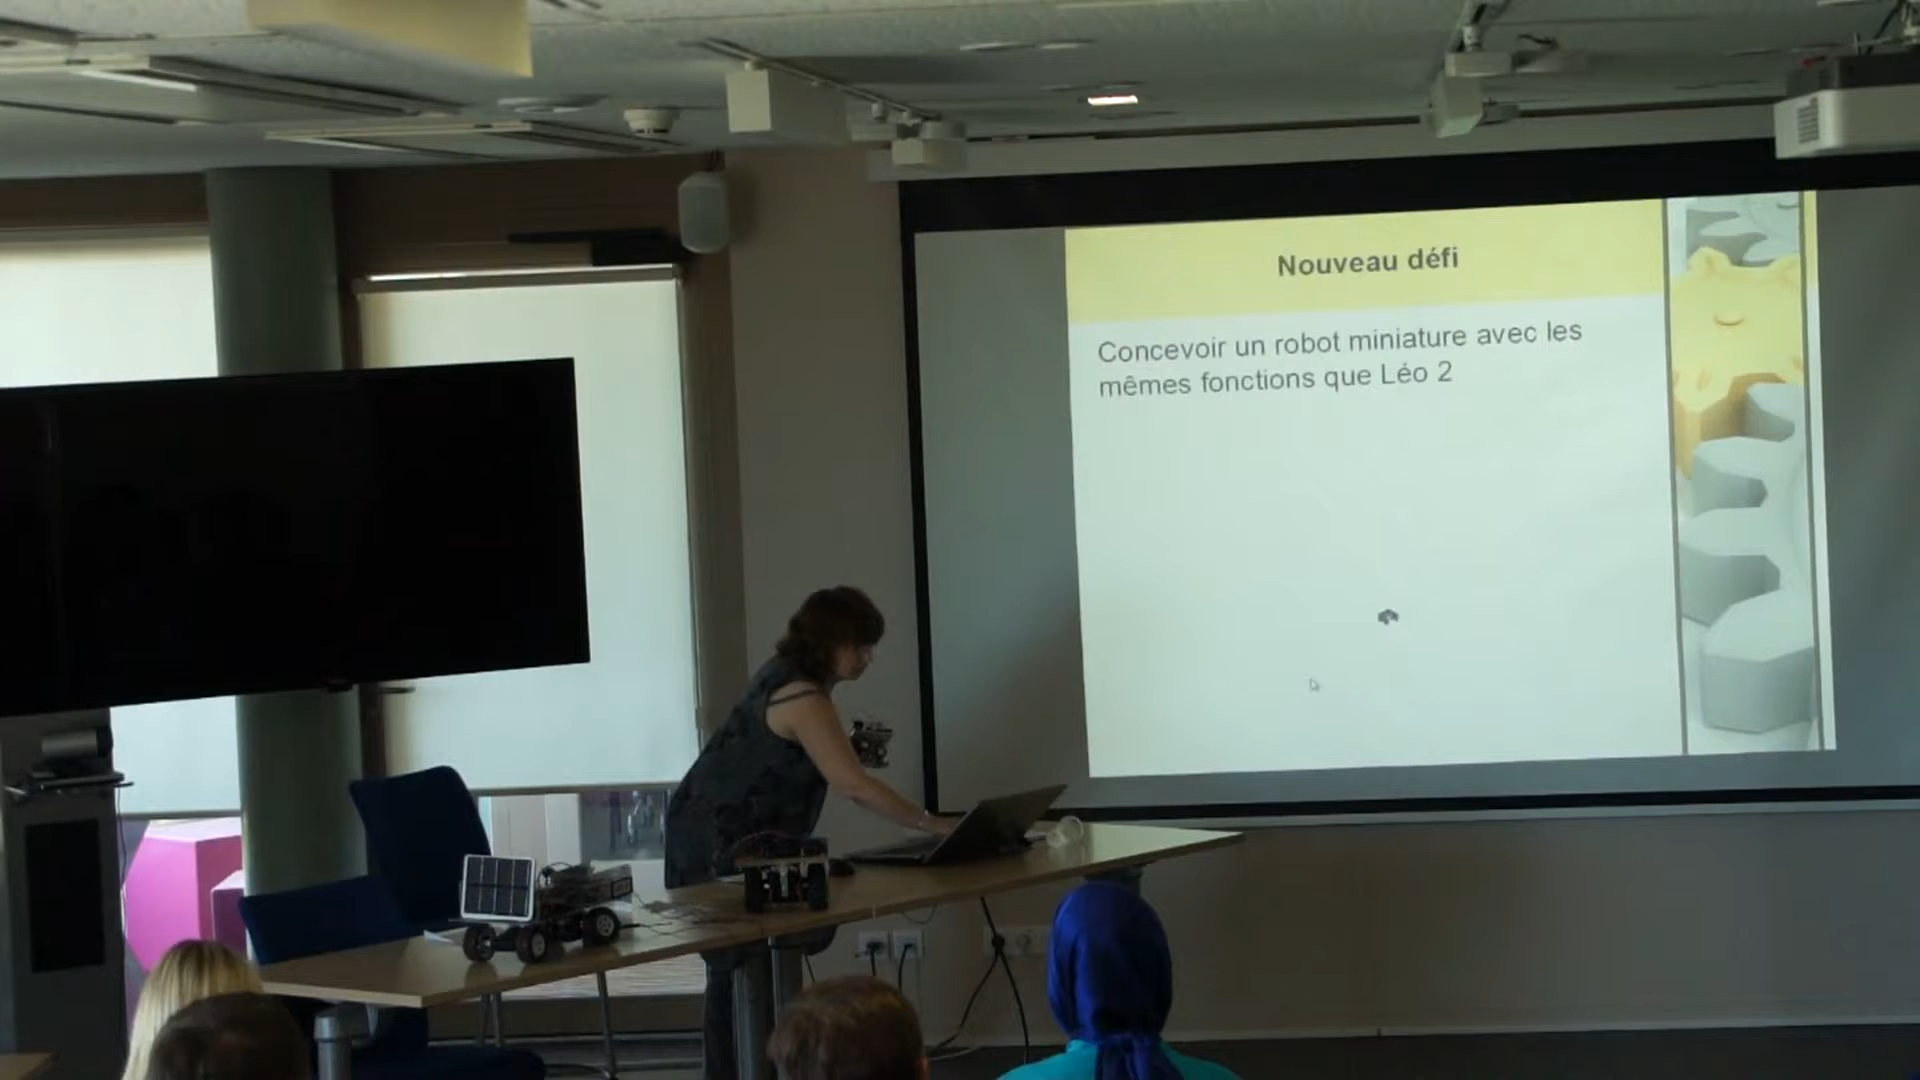 Nouveau défi
Concevoir un robot miniature avec les
mêmes fonctions que Léo 2